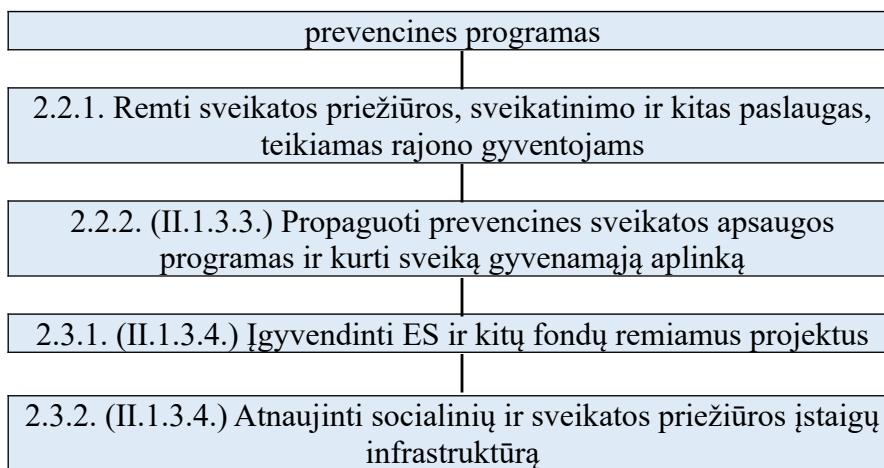 prevencines programas
2.2.1. Remti sveikatos priežiūros, sveikatinimo ir kitas paslaugas,
teikiamas rajono gyventojams
2.2.2. (II.1.3.3.) Propaguoti prevencines sveikatos apsaugos
programas ir kurti sveiką gyvenamąją aplinką
2.3.1. (II.1.3.4.) Įgyvendinti ES ir kitų fondų remiamus projektus
2.3.2. (II.1.3.4.) Atnaujinti socialinių ir sveikatos priežiūros įstaigų
infrastruktūrą